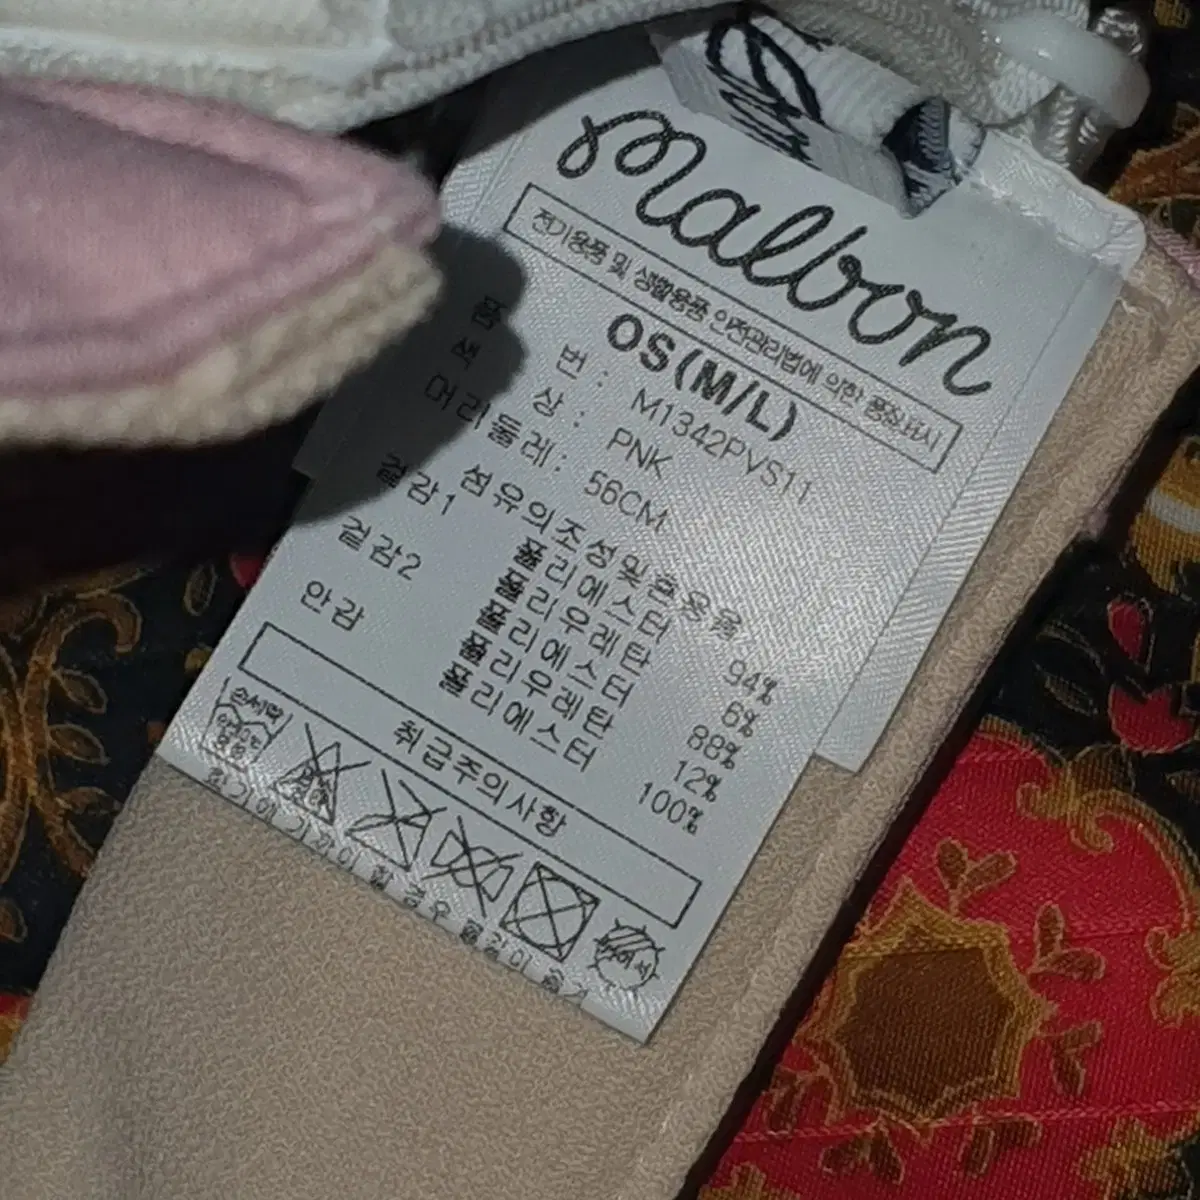 malbon
전기용품 및 생활용품 안전관리법에 의한 품질표시
OS(M/L)
품 번 : M1342PVS11
색 상 : PNK
머리둘레 : 56CM
섬유의조성및혼용율
겉감1 폴리에스터 94%
폴리우레탄 6%
겉감2 폴리에스터 88%
폴리우레탄 12%
안감 폴리에스터 100%
취급주의사항
손세탁